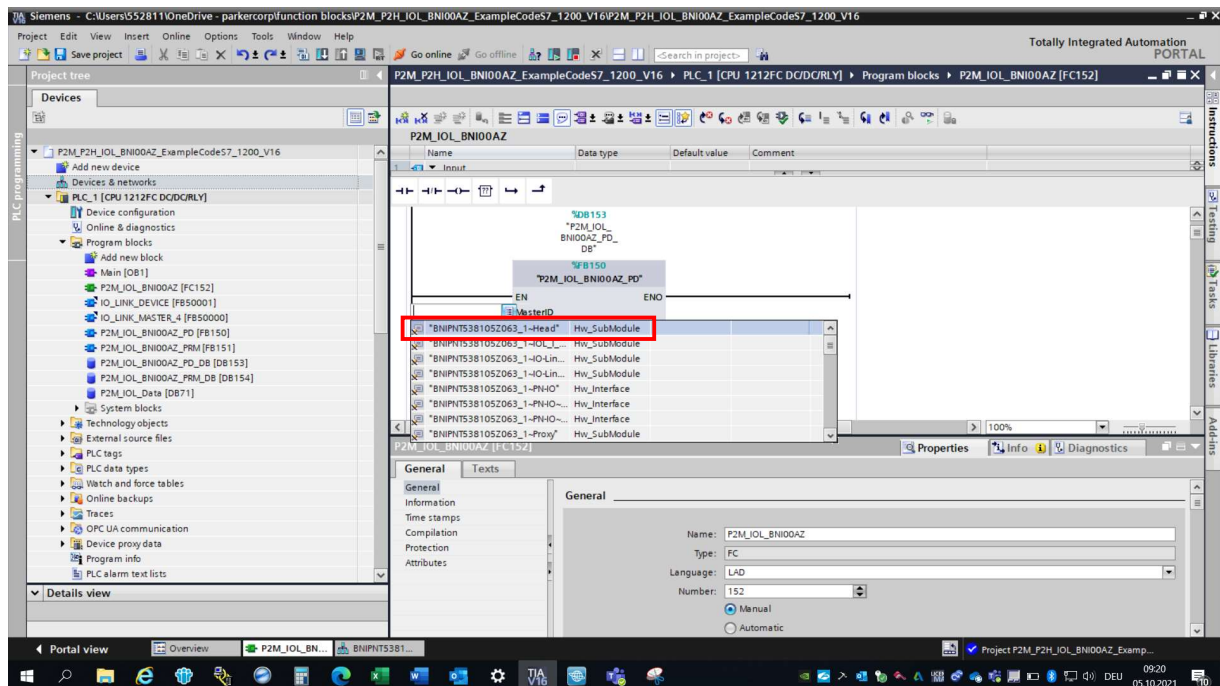 Siemens - C:\Users\552811\OneDrive - parkercorp\function blocks\P2M_P2H_IOL_BNI00AZ_ExampleCodeS7_1200_V16\P2M_P2H_IOL_BNI00AZ_ExampleCodeS7_1200_V16
Project Edit View Insert Online Options Tools Window Help
Totally Integrated Automation
PORTAL
Save project Go online Go offline <Search in project>
Project tree
P2M_P2H_IOL_BNI00AZ_ExampleCodeS7_1200_V16 ▸ PLC_1 [CPU 1212FC DC/DC/RLY] ▸ Program blocks ▸ P2M_IOL_BNI00AZ [FC152]
Devices
PLC programming
P2M_P2H_IOL_BNI00AZ_ExampleCodeS7_1200_V16
Add new device
Devices & networks
PLC_1 [CPU 1212FC DC/DC/RLY]
Device configuration
Online & diagnostics
Program blocks
Add new block
Main [OB1]
P2M_IOL_BNI00AZ [FC152]
IO_LINK_DEVICE [FB50001]
IO_LINK_MASTER_4 [FB50000]
P2M_IOL_BNI00AZ_PD [FB150]
P2M_IOL_BNI00AZ_PRM [FB151]
P2M_IOL_BNI00AZ_PD_DB [DB153]
P2M_IOL_BNI00AZ_PRM_DB [DB154]
P2M_IOL_Data [DB71]
System blocks
Technology objects
External source files
PLC tags
PLC data types
Watch and force tables
Online backups
Traces
OPC UA communication
Device proxy data
Program info
PLC alarm text lists
Details view
P2M_IOL_BNI00AZ
Name Data type Default value Comment
1 Input
%DB153
"P2M_IOL_
BNI00AZ_PD_
DB"
%FB150
"P2M_IOL_BNI00AZ_PD"
EN ENO
MasterID
"BNIPNT538105Z063_1~Head" Hw_SubModule
"BNIPNT538105Z063_1~IOL_I_... Hw_SubModule
"BNIPNT538105Z063_1~IO-Lin... Hw_SubModule
"BNIPNT538105Z063_1~IO-Lin... Hw_SubModule
"BNIPNT538105Z063_1~PN-IO" Hw_Interface
"BNIPNT538105Z063_1~PN-IO~... Hw_Interface
"BNIPNT538105Z063_1~PN-IO~... Hw_Interface
"BNIPNT538105Z063_1~Proxy" Hw_SubModule
100%
P2M_IOL_BNI00AZ [FC152]
Properties Info Diagnostics
General Texts
General
Information
Time stamps
Compilation
Protection
Attributes
General
Name: P2M_IOL_BNI00AZ
Type: FC
Language: LAD
Number: 152
Manual
Automatic
Instructions
Testing
Tasks
Libraries
Add-ins
Portal view Overview P2M_IOL_BN... BNIPNT5381...
Project P2M_P2H_IOL_BNI00AZ_Examp...
TIA
V16
DEU
09:20
05.10.2021
10